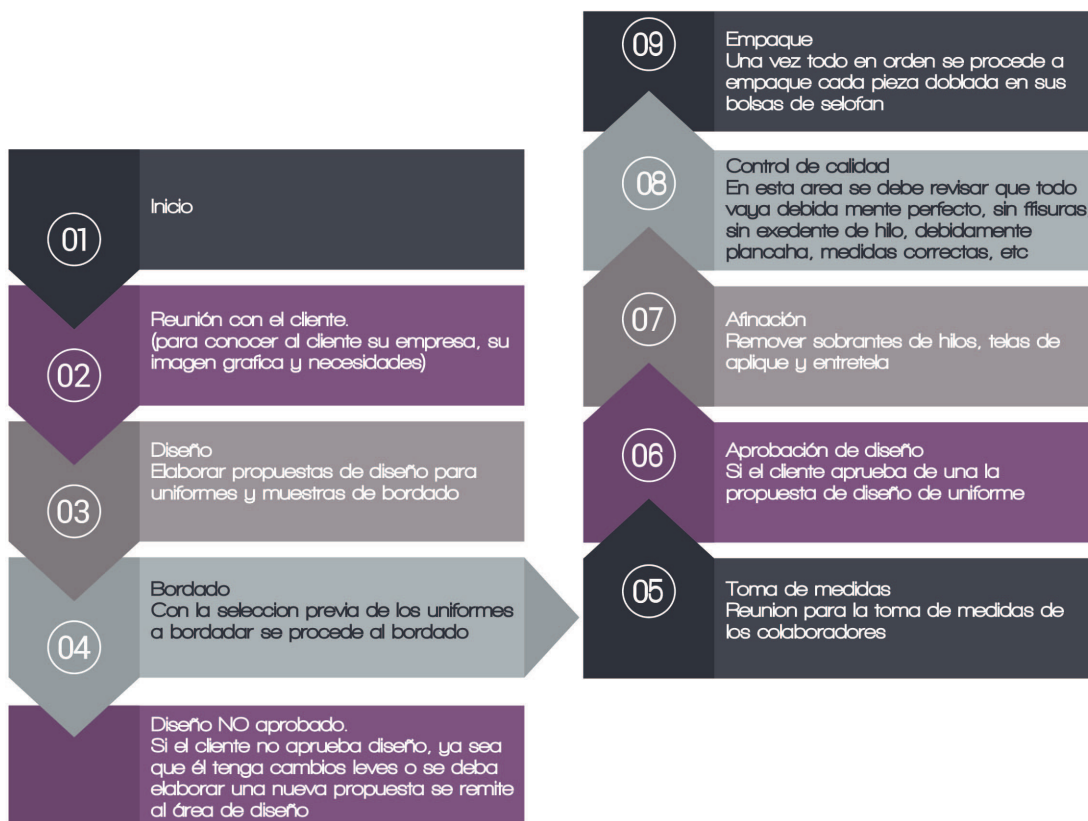 01
Inicio
02
Reunión con el cliente.
(para conocer al cliente su empresa, su
imagen grafica y necesidades)
03
Diseño
Elaborar propuestas de diseño para
uniformes y muestras de bordado
04
Bordado
Con la seleccion previa de los uniformes
a bordadar se procede al bordado
Diseño NO aprobado.
Si el cliente no aprueba diseño, ya sea
que él tenga cambios leves o se deba
elaborar una nueva propuesta se remite
al área de diseño
05
Toma de medidas
Reunion para la toma de medidas de
los colaboradores
06
Aprobación de diseño
Si el cliente aprueba de una la
propuesta de diseño de uniforme
07
Afinación
Remover sobrantes de hilos, telas de
aplique y entretela
08
Control de calidad
En esta area se debe revisar que todo
vaya debida mente perfecto, sin ffisuras
sin exedente de hilo, debidamente
plancaha, medidas correctas, etc
09
Empaque
Una vez todo en orden se procede a
empaque cada pieza doblada en sus
bolsas de selofan